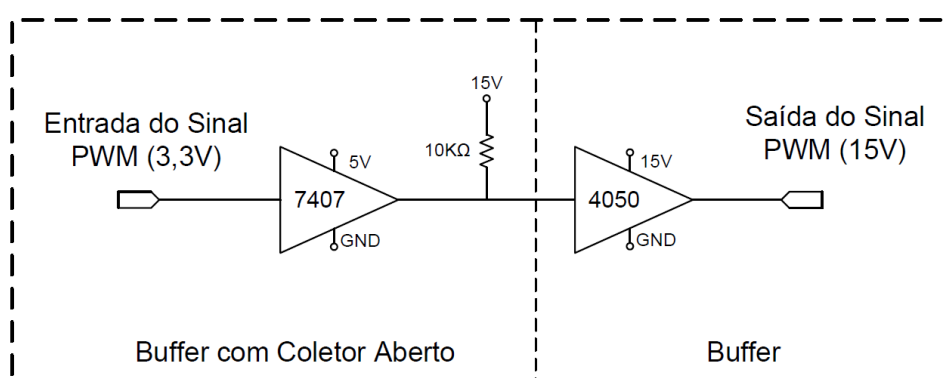 Entrada do Sinal
PWM (3,3V)
7407
5V
GND
15V
10KΩ
4050
15V
GND
Saída do Sinal
PWM (15V)
Buffer com Coletor Aberto
Buffer